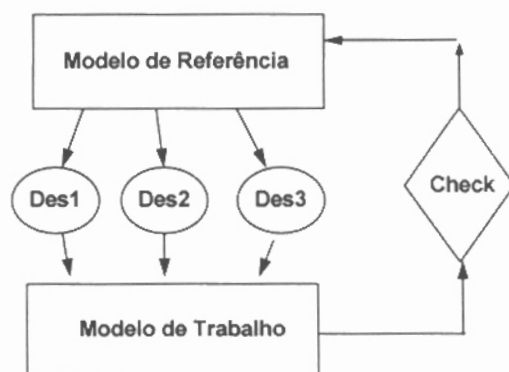 Modelo de Referência
Des1 Des2 Des3
Check
Modelo de Trabalho